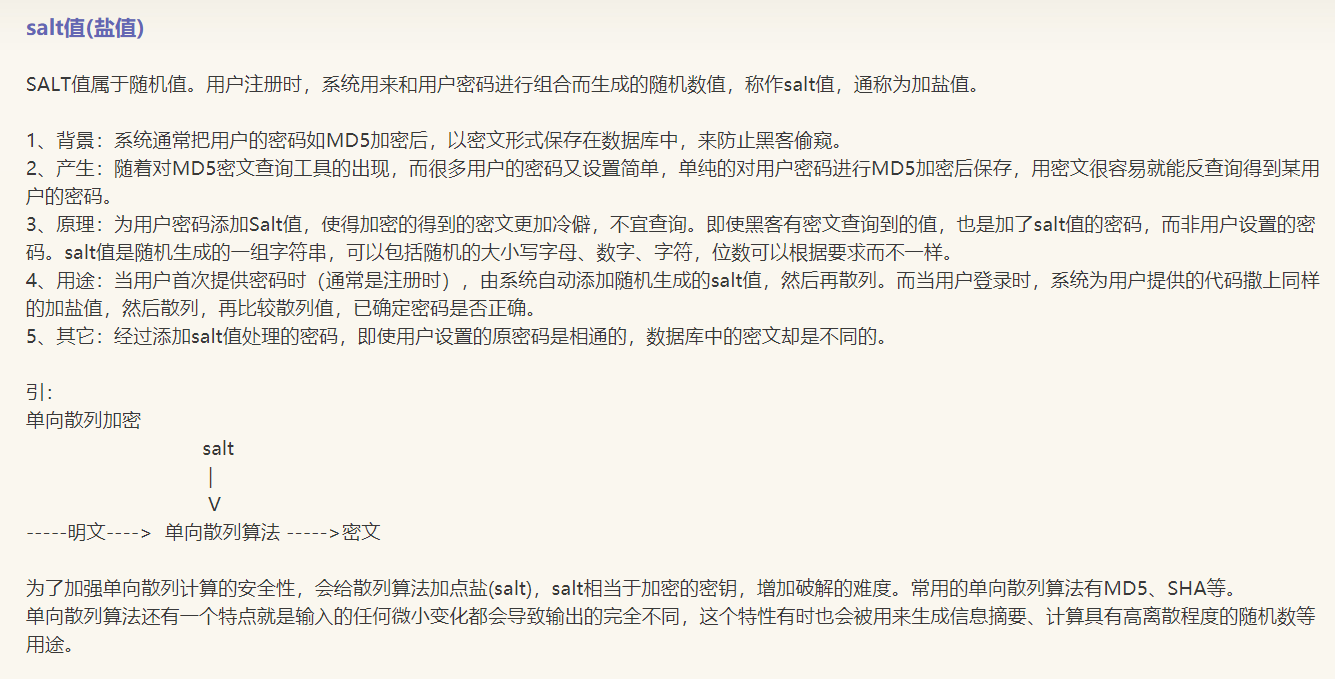 salt值(盐值)
SALT值属于随机值。用户注册时，系统用来和用户密码进行组合而生成的随机数值，称作salt值，通称为加盐值。
1、背景：系统通常把用户的密码如MD5加密后，以密文形式保存在数据库中，来防止黑客偷窥。
2、产生：随着对MD5密文查询工具的出现，而很多用户的密码又设置简单，单纯的对用户密码进行MD5加密后保存，用密文很容易就能反查询得到某用
户的密码。
3、原理：为用户密码添加Salt值，使得加密的得到的密文更加冷僻，不宜查询。即使黑客有密文查询到的值，也是加了salt值的密码，而非用户设置的密
码。salt值是随机生成的一组字符串，可以包括随机的大小写字母、数字、字符，位数可以根据要求而不一样。
4、用途：当用户首次提供密码时（通常是注册时），由系统自动添加随机生成的salt值，然后再散列。而当用户登录时，系统为用户提供的代码撒上同样
的加盐值，然后散列，再比较散列值，已确定密码是否正确。
5、其它：经过添加salt值处理的密码，即使用户设置的原密码是相通的，数据库中的密文却是不同的。
引：
单向散列加密
salt
|
V
-----明文----> 单向散列算法 ----->密文
为了加强单向散列计算的安全性，会给散列算法加点盐(salt)，salt相当于加密的密钥，增加破解的难度。常用的单向散列算法有MD5、SHA等。
单向散列算法还有一个特点就是输入的任何微小变化都会导致输出的完全不同，这个特性有时也会被用来生成信息摘要、计算具有高离散程度的随机数等
用途。